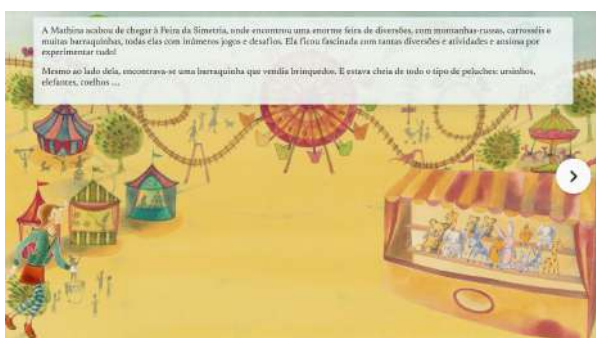 A Mathina acabou de chegar à Feira da Simetria, onde encontrou uma enorme feira de diversões, com montanhas-russas, carrosséis e
muitas barraquinhas, todas elas com inúmeros jogos e desafios. Ela ficou fascinada com tantas diversões e atividades e ansiosa por
experimentar tudo!
Mesmo ao lado dela, encontrava-se uma barraquinha que vendia brinquedos. E estava cheia de todo o tipo de peluches: ursinhos,
elefantes, coelhos ...